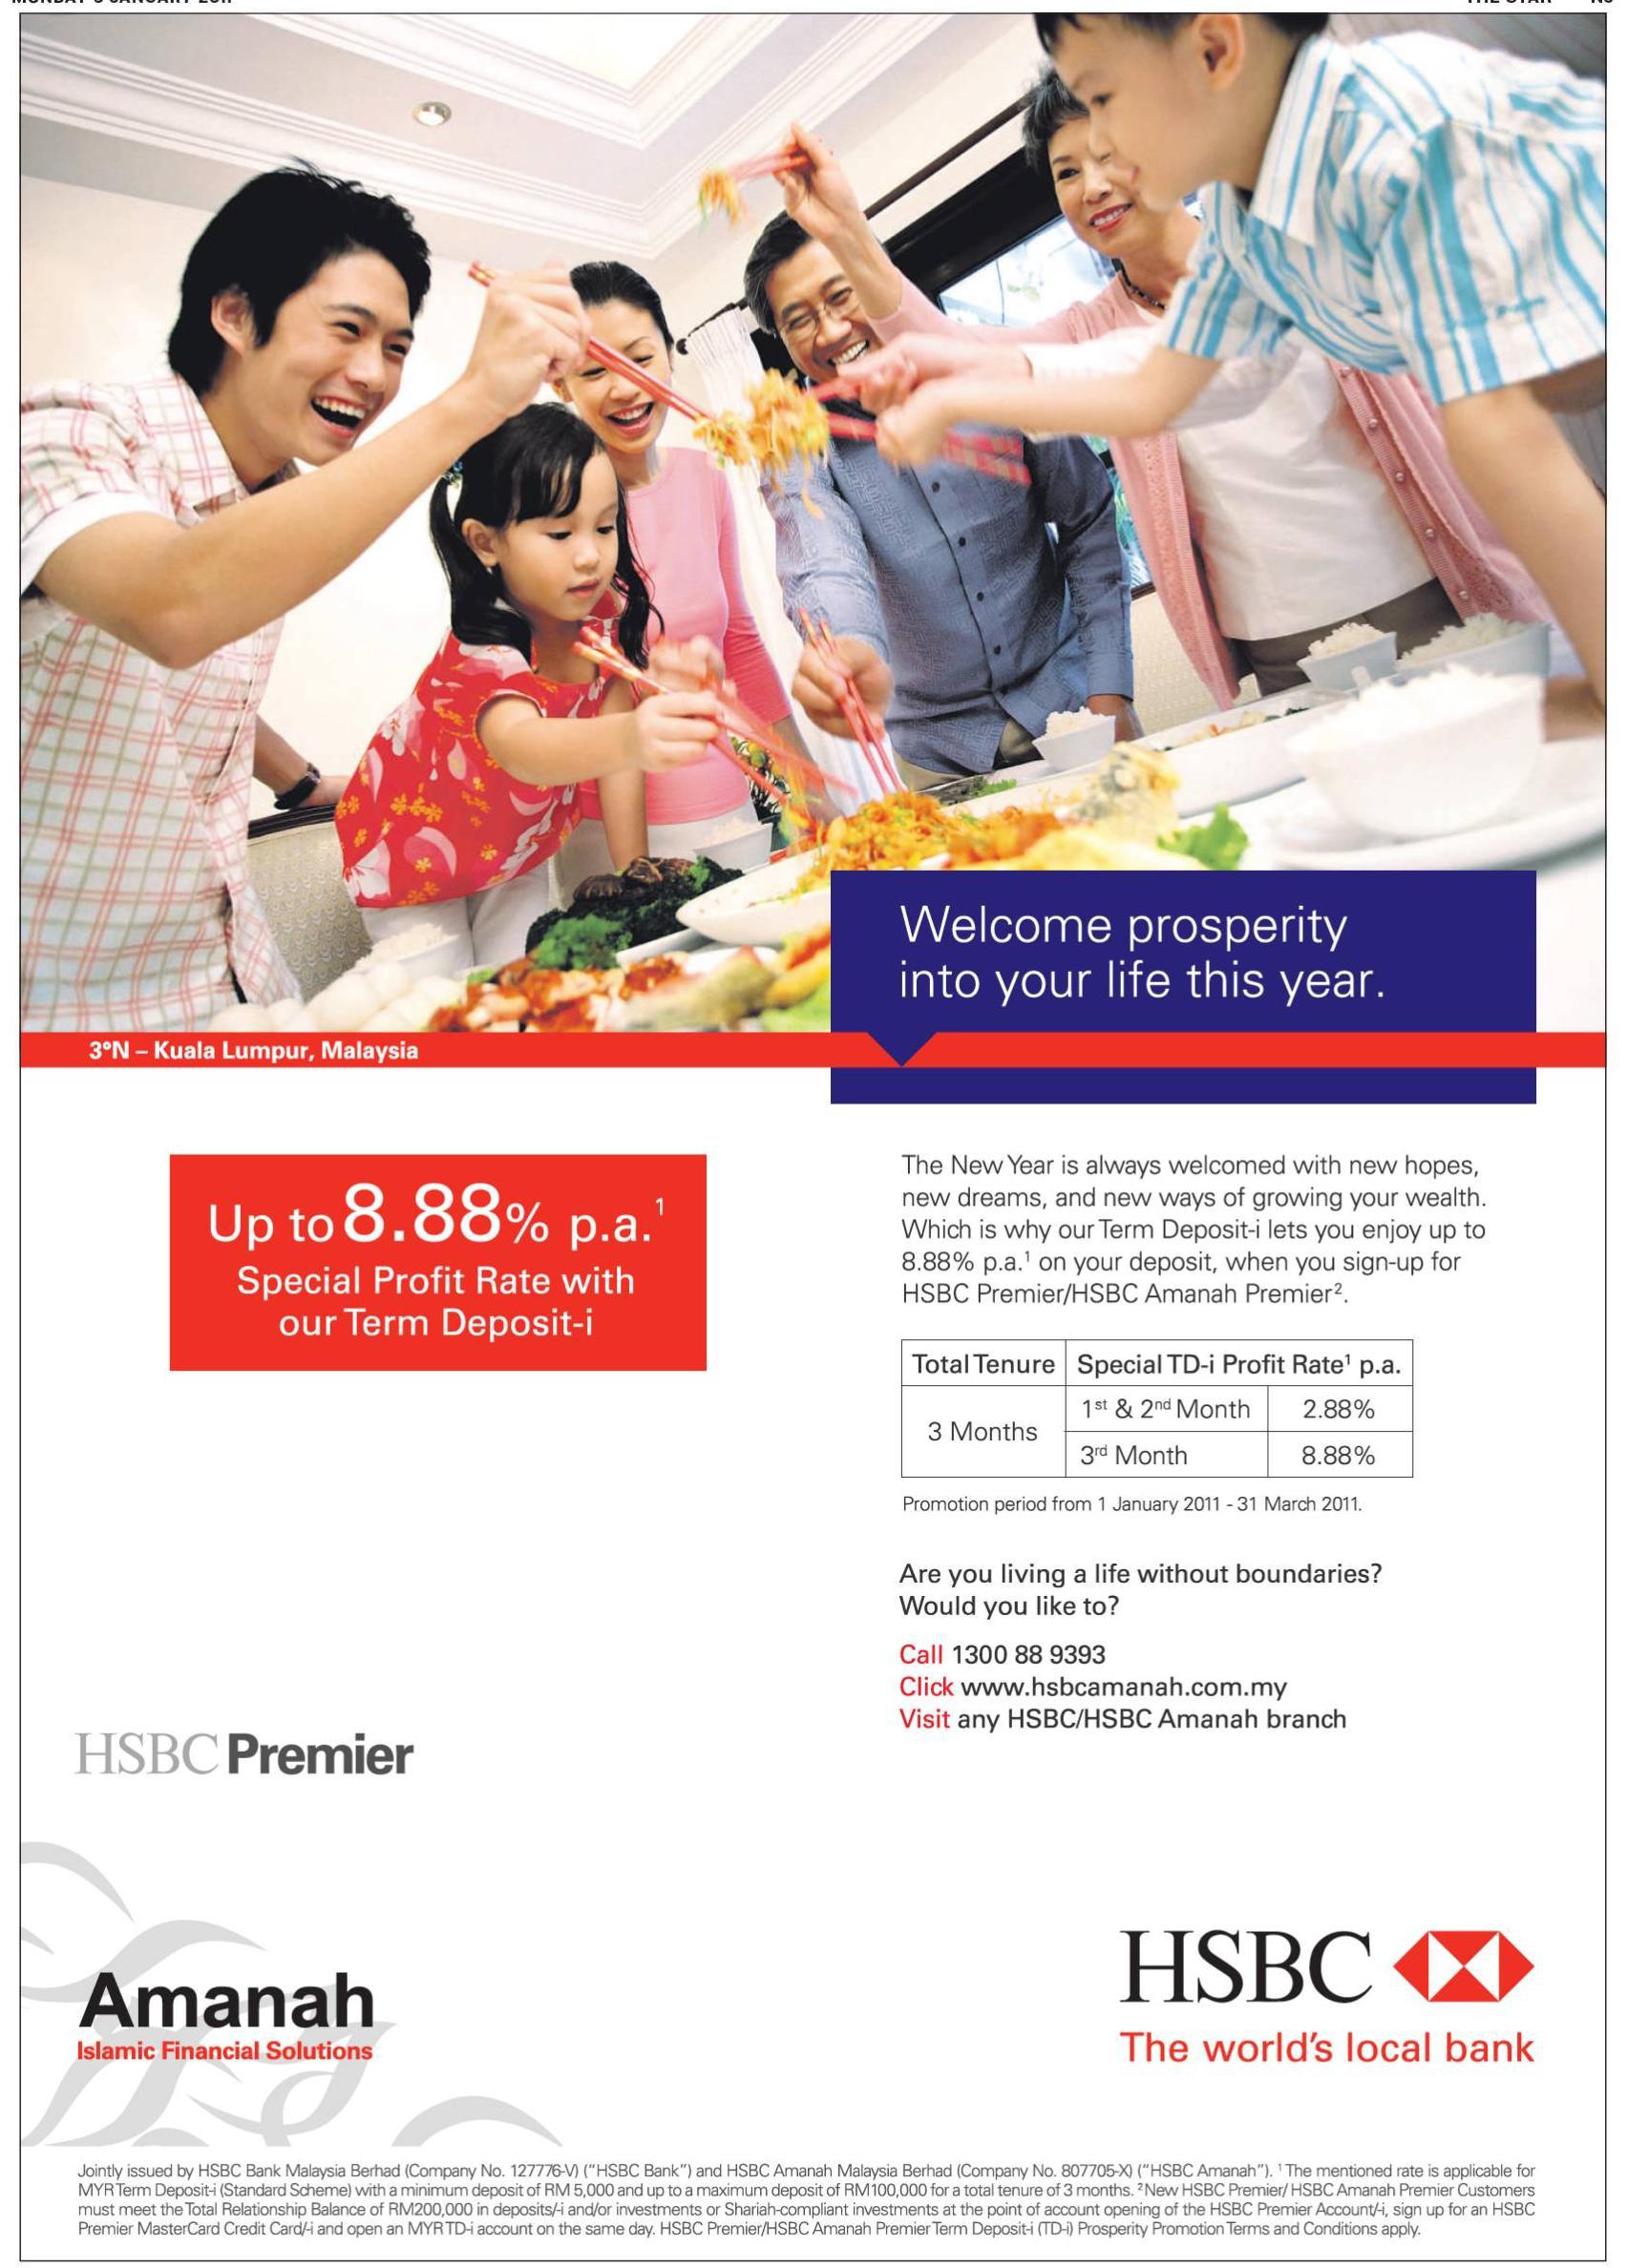 Welcome prosperity
into your life this year.
3°N – Kuala Lumpur, Malaysia
Up to 8.88% p.a.¹
Special Profit Rate with
our Term Deposit-i
The New Year is always welcomed with new hopes,
new dreams, and new ways of growing your wealth.
Which is why our Term Deposit-i lets you enjoy up to
8.88% p.a.¹ on your deposit, when you sign-up for
HSBC Premier/HSBC Amanah Premier².
Total Tenure Special TD-i Profit Rate¹ p.a.
3 Months
1st & 2nd Month 2.88%
3rd Month 8.88%
Promotion period from 1 January 2011 - 31 March 2011.
Are you living a life without boundaries?
Would you like to?
Call 1300 88 9393
Click www.hsbcamanah.com.my
Visit any HSBC/HSBC Amanah branch
HSBC Premier
Amanah
Islamic Financial Solutions
HSBC
The world's local bank
Jointly issued by HSBC Bank Malaysia Berhad (Company No. 127776-V) ("HSBC Bank") and HSBC Amanah Malaysia Berhad (Company No. 807705-X) ("HSBC Amanah"). ¹ The mentioned rate is applicable for
MYR Term Deposit-i (Standard Scheme) with a minimum deposit of RM 5,000 and up to a maximum deposit of RM100,000 for a total tenure of 3 months. ² New HSBC Premier/ HSBC Amanah Premier Customers
must meet the Total Relationship Balance of RM200,000 in deposits/-i and/or investments or Shariah-compliant investments at the point of account opening of the HSBC Premier Account/-i, sign up for an HSBC
Premier MasterCard Credit Card/-i and open an MYR TD-i account on the same day. HSBC Premier/HSBC Amanah Premier Term Deposit-i (TD-i) Prosperity Promotion Terms and Conditions apply.